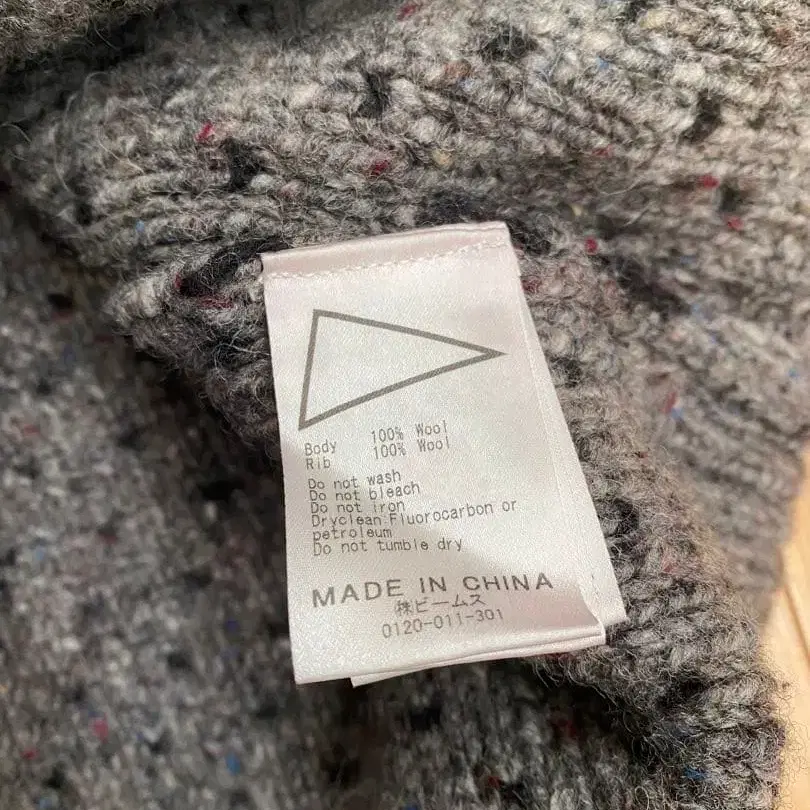 Body 100% Wool
Rib 100% Wool
Do not wash
Do not bleach
Do not iron
Dryclean:Fluorocarbon or
petroleum
Do not tumble dry
MADE IN CHINA
㈱ビームス
0120-011-301